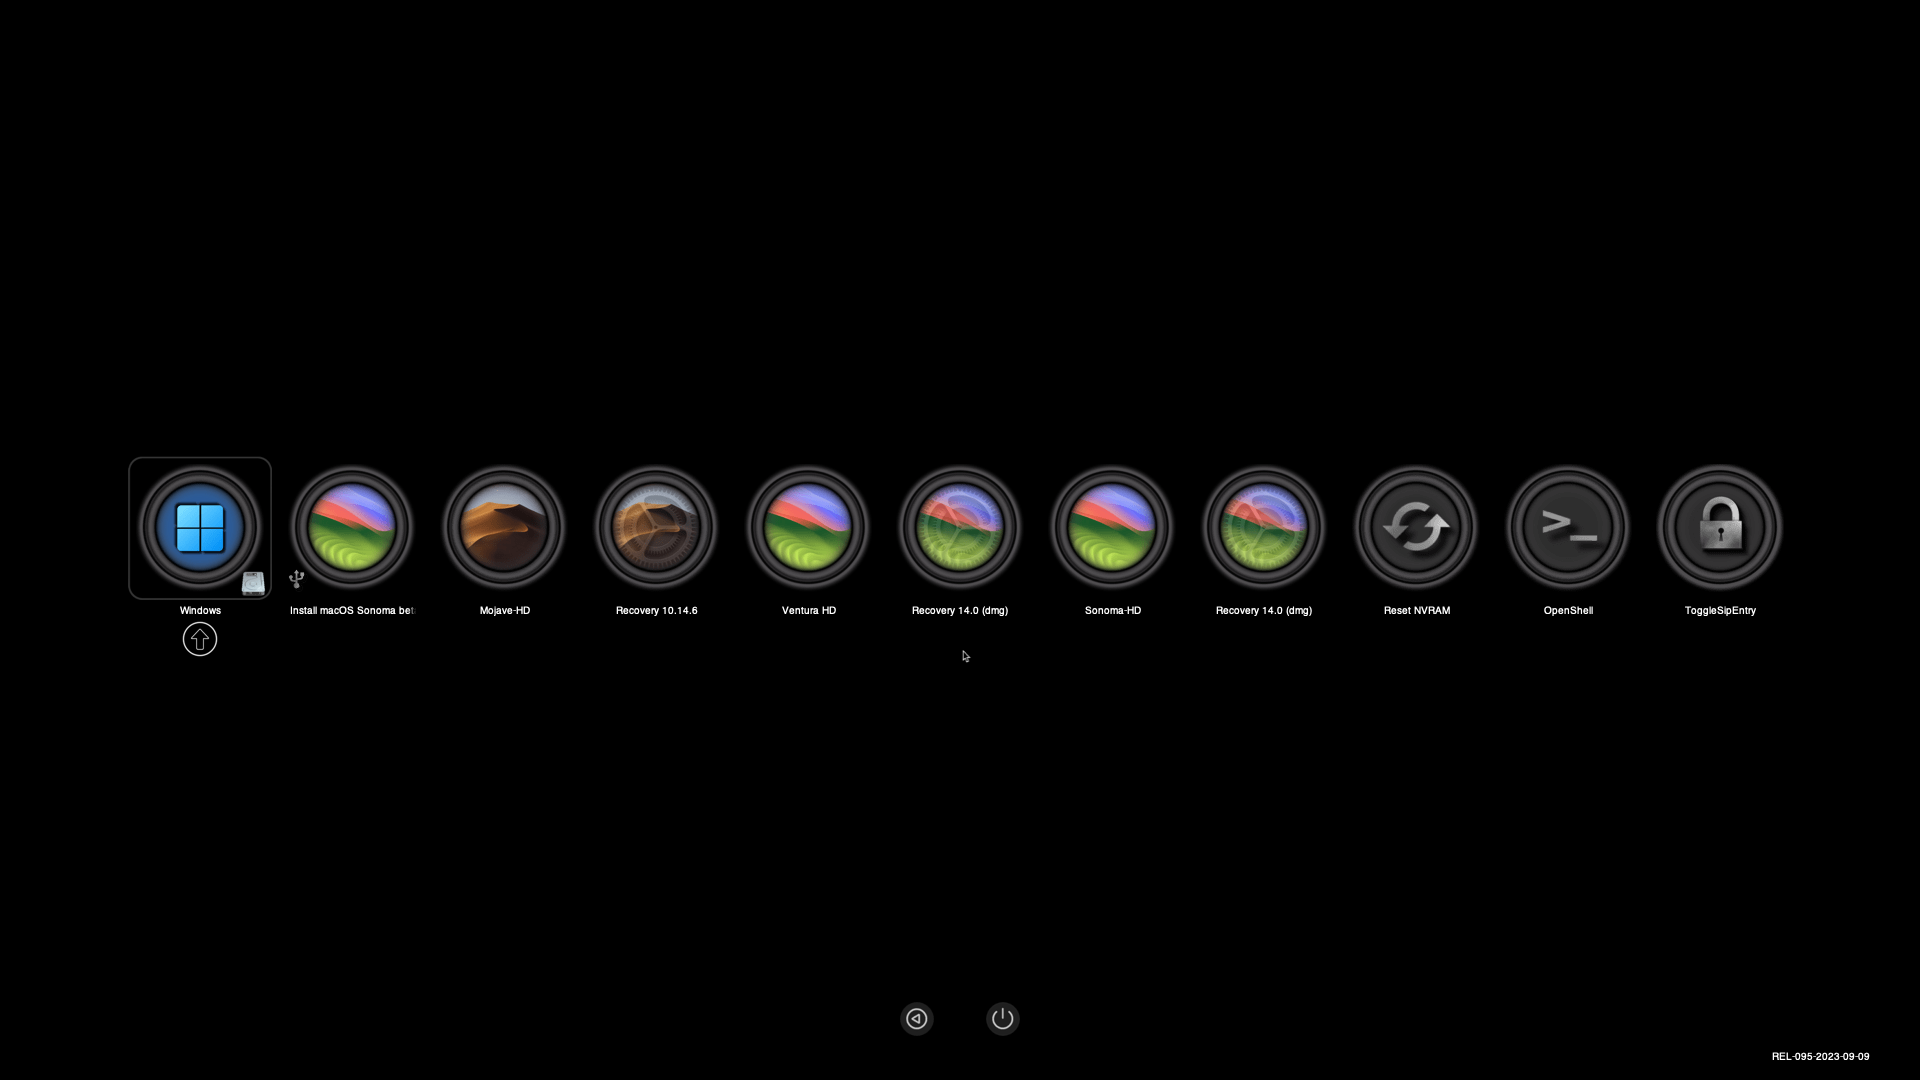 Windows
Install macOS Sonoma bet
Mojave-HD
Recovery 10.14.6
Ventura HD
Recovery 14.0 (dmg)
Sonoma-HD
Recovery 14.0 (dmg)
Reset NVRAM
OpenShell
ToggleSipEntry
REL-095-2023-09-09